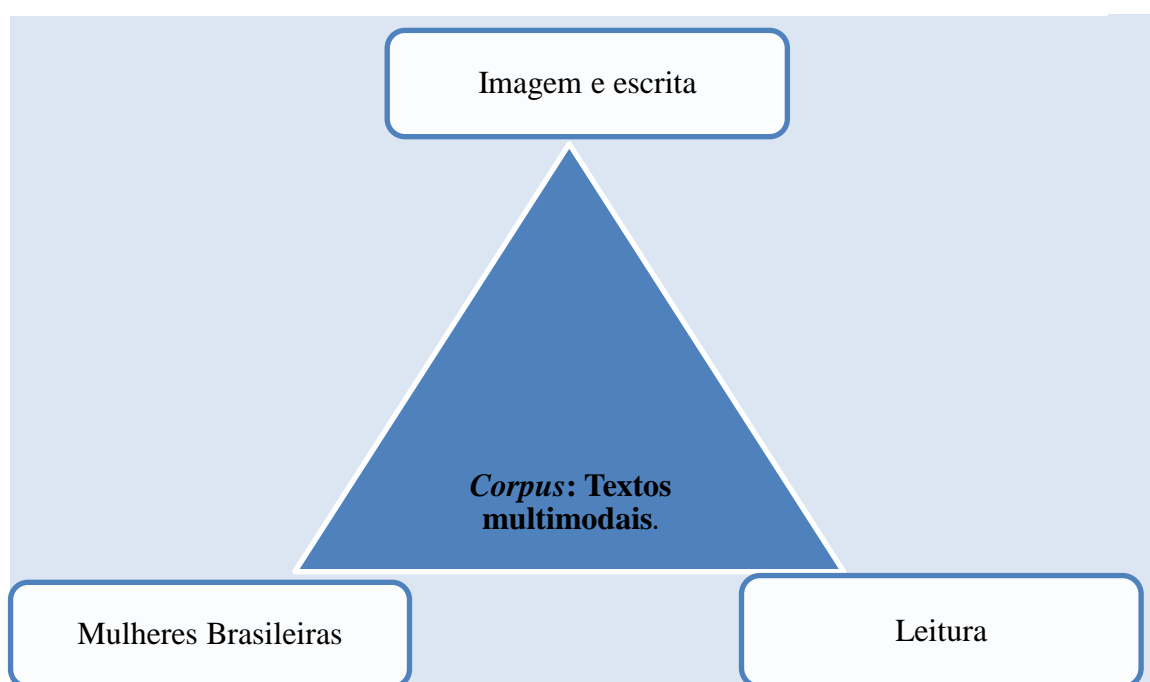 Imagem e escrita
Corpus: Textos
multimodais.
Mulheres Brasileiras
Leitura